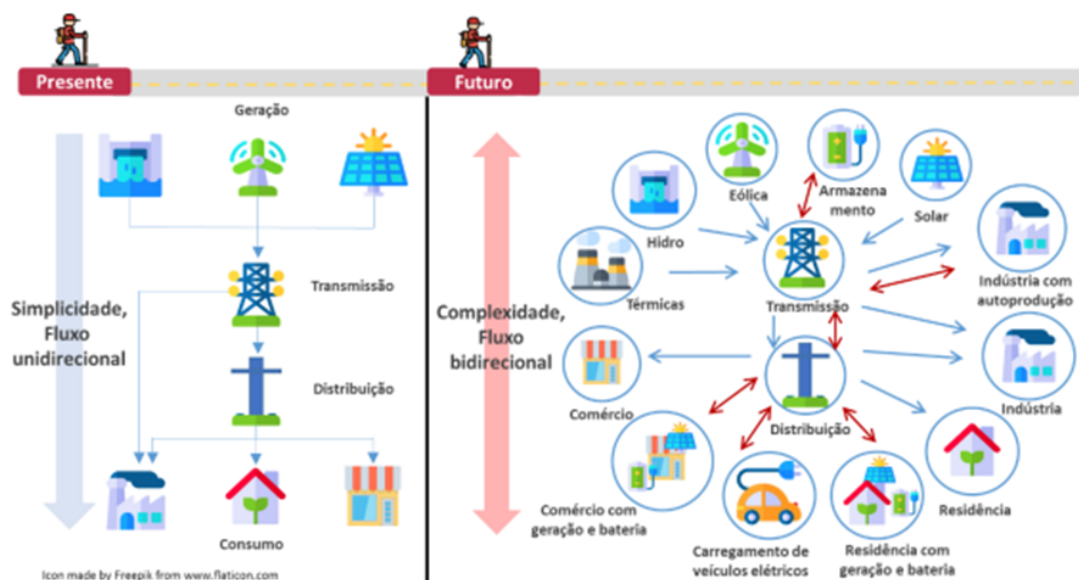 Presente
Geração
Transmissão
Simplicidade,
Fluxo
unidirecional
Distribuição
Consumo
Icon made by Freepik from www.flaticon.com
Futuro
Eólica
Armazena
mento
Solar
Hidro
Térmicas
Transmissão
Indústria com
autoprodução
Complexidade,
Fluxo
bidirecional
Comércio
Distribuição
Indústria
Residência
Comércio com
geração e bateria
Carregamento de
veículos elétricos
Residência com
geração e bateria